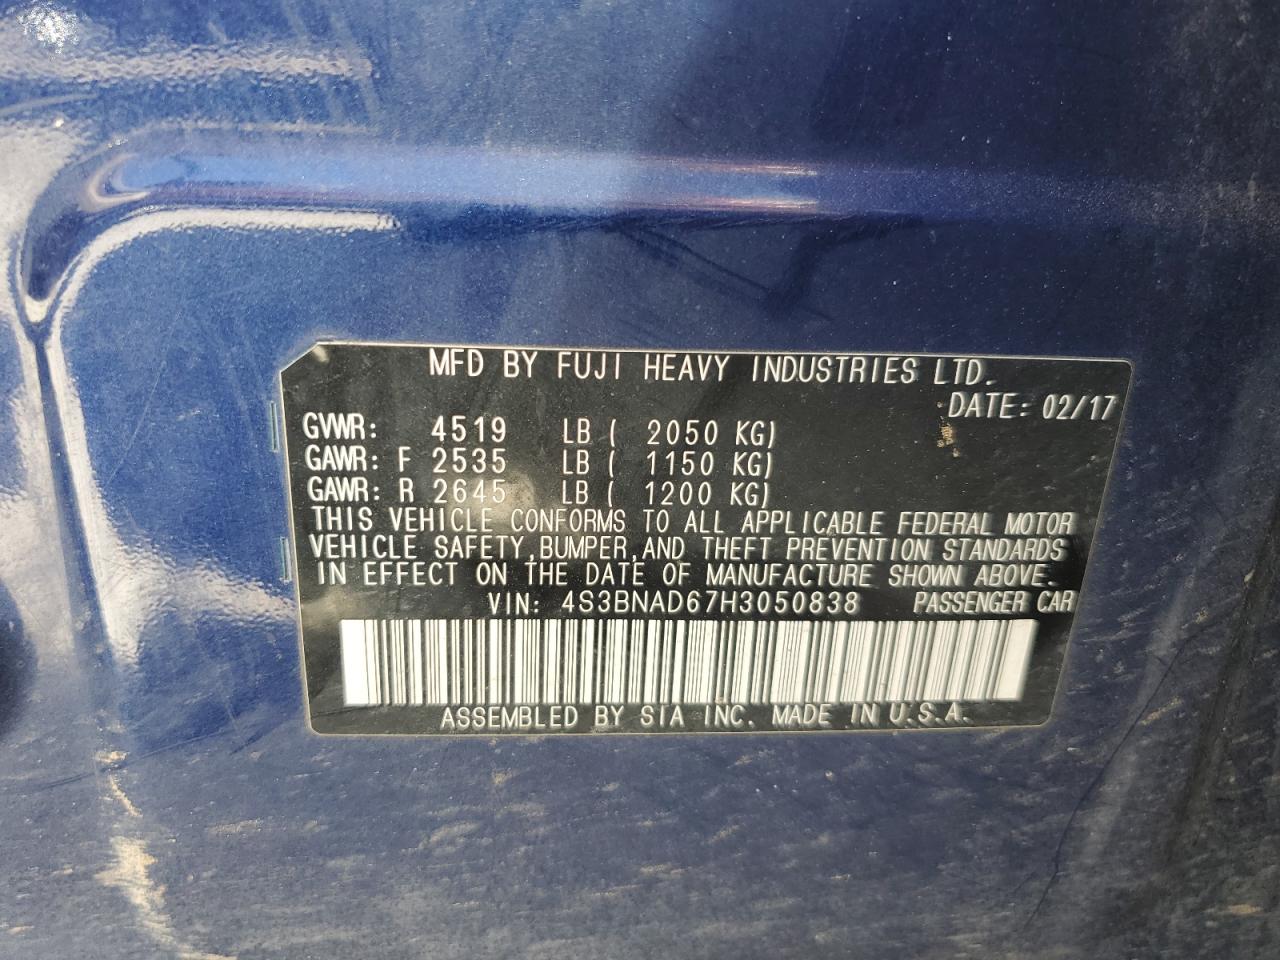 MFD BY FUJI HEAVY INDUSTRIES LTD.
DATE: 02/17
GVWR: 4519 LB ( 2050 KG)
GAWR: F 2535 LB ( 1150 KG)
GAWR: R 2645 LB ( 1200 KG)
THIS VEHICLE CONFORMS TO ALL APPLICABLE FEDERAL MOTOR
VEHICLE SAFETY, BUMPER, AND THEFT PREVENTION STANDARDS
IN EFFECT ON THE DATE OF MANUFACTURE SHOWN ABOVE.
VIN: 4S3BNAD67H3050838 PASSENGER CAR
ASSEMBLED BY SIA INC. MADE IN U.S.A.